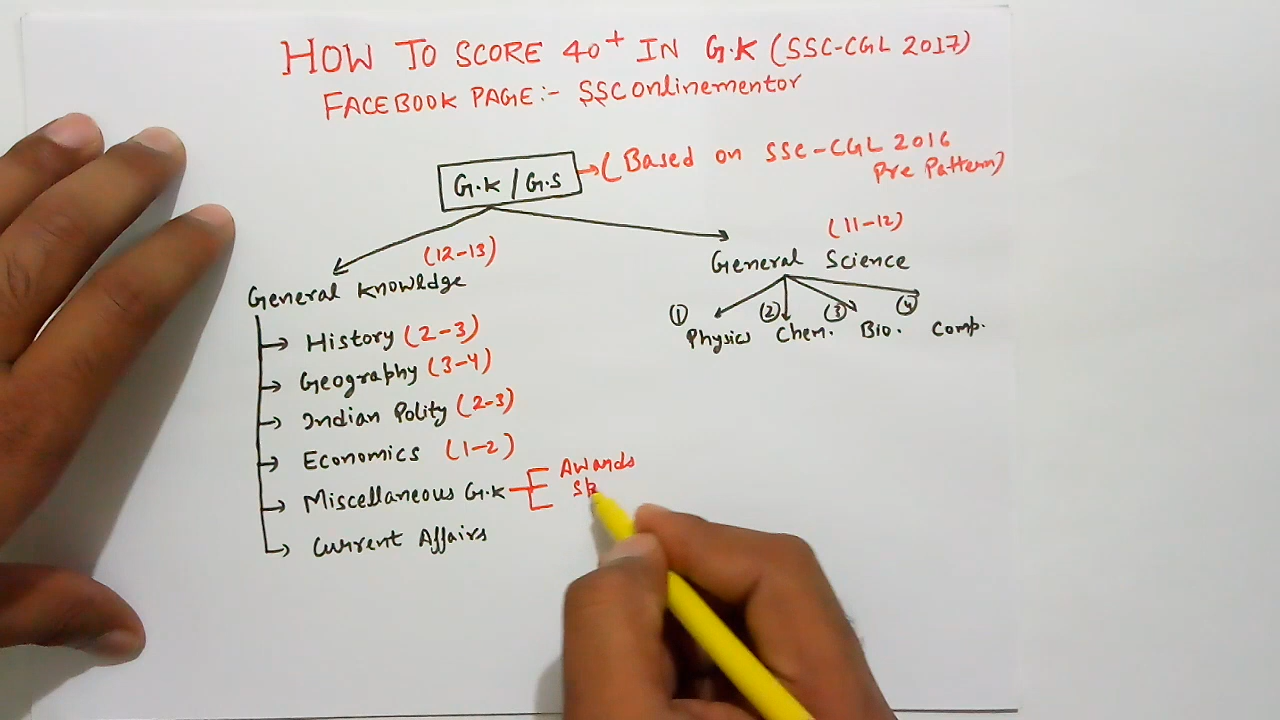 HOW TO SCORE 40+ IN G.K (SSC-CGL 2017)
FACEBOOK PAGE:- SSConlinementor
G.K / G.S
(Based on SSC-CGL 2016
Pre Pattern)
(12-13)
General Knowldge
History (2-3)
Geography (3-4)
Indian Polity (2-3)
Economics (1-2)
Miscellaneous G.K
Awards
Sp
Current Affairs
(11-12)
General Science
(1) (2) (3) (4)
Physics Chem. Bio. Comp.